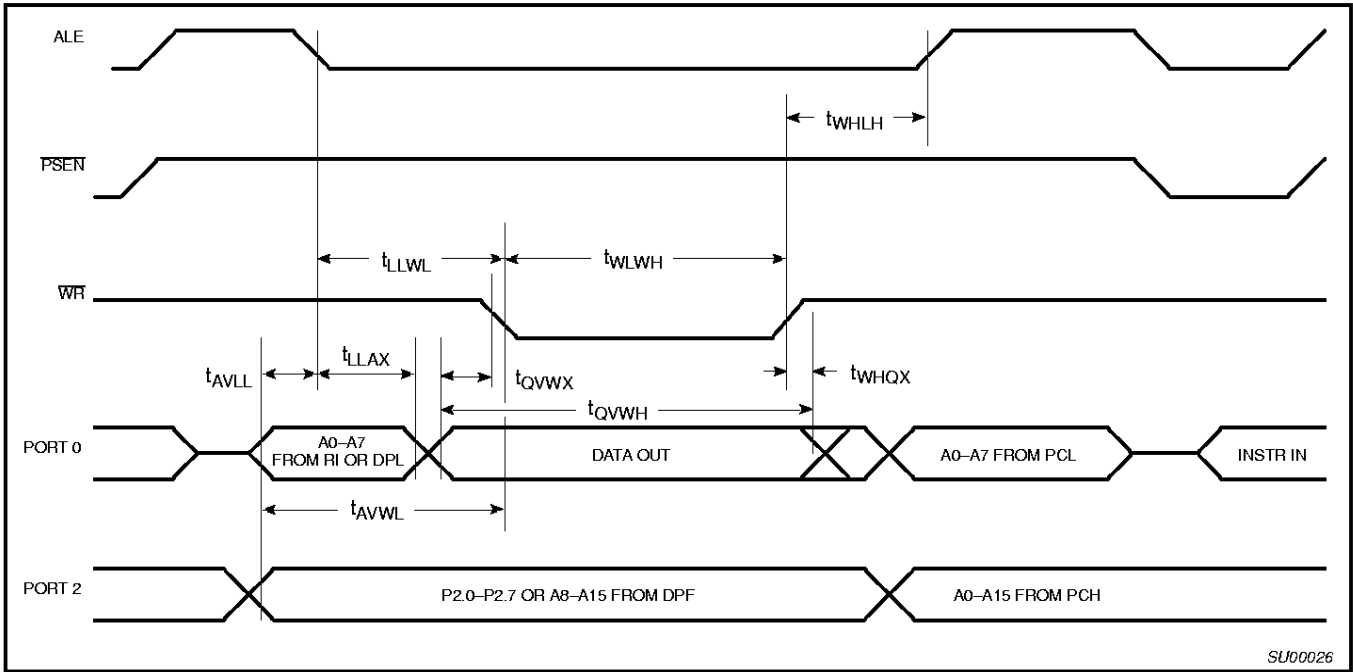 ALE
tWHLH
PSEN
tLLWL
tWLWH
WR
tAVLL
tLLAX
tQVWX
tWHQX
tQVWH
PORT 0
A0–A7
FROM RI OR DPL
DATA OUT
A0–A7 FROM PCL
INSTR IN
tAVWL
PORT 2
P2.0–P2.7 OR A8–A15 FROM DPF
A0–A15 FROM PCH
SU00026